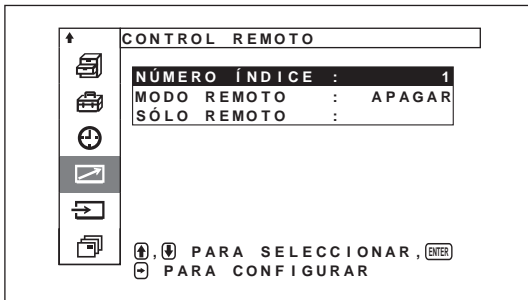 CONTROL REMOTO
NÚMERO ÍNDICE : 1
MODO REMOTO : APAGAR
SÓLO REMOTO :
, PARA SELECCIONAR, ENTER
PARA CONFIGURAR